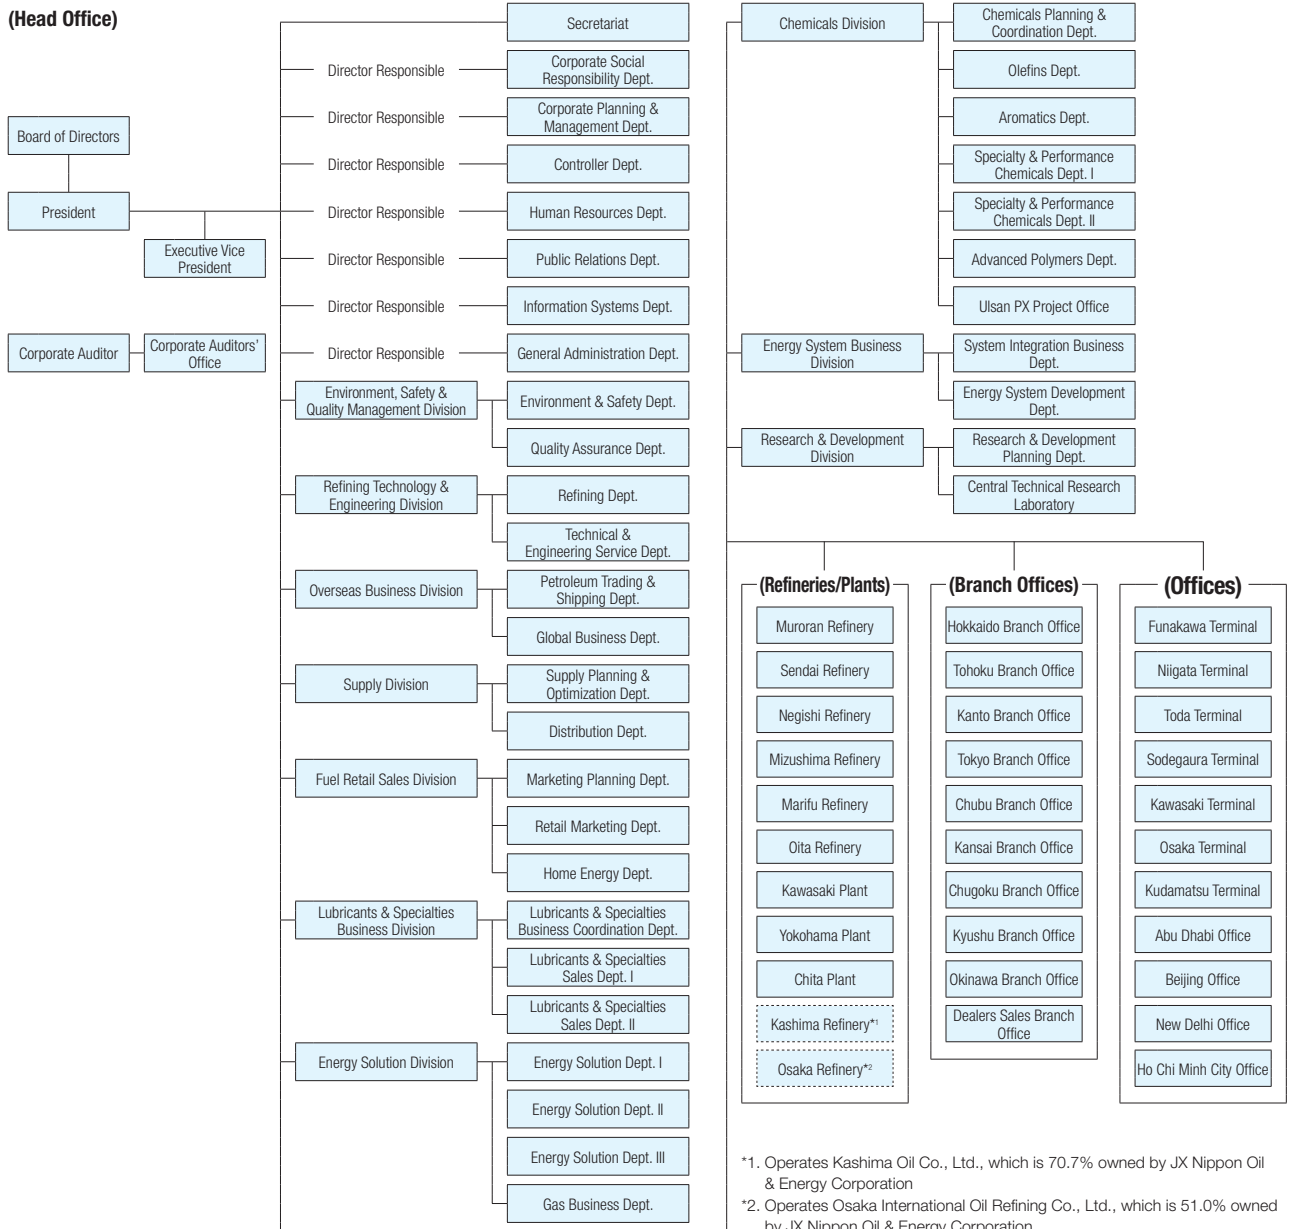 (Head Office)
Board of Directors
President
Executive Vice
President
Corporate Auditor
Corporate Auditors'
Office
Secretariat
Director Responsible
Corporate Social
Responsibility Dept.
Director Responsible
Corporate Planning &
Management Dept.
Director Responsible
Controller Dept.
Director Responsible
Human Resources Dept.
Director Responsible
Public Relations Dept.
Director Responsible
Information Systems Dept.
Director Responsible
General Administration Dept.
Environment, Safety &
Quality Management Division
Environment & Safety Dept.
Quality Assurance Dept.
Refining Technology &
Engineering Division
Refining Dept.
Technical &
Engineering Service Dept.
Overseas Business Division
Petroleum Trading &
Shipping Dept.
Global Business Dept.
Supply Division
Supply Planning &
Optimization Dept.
Distribution Dept.
Fuel Retail Sales Division
Marketing Planning Dept.
Retail Marketing Dept.
Home Energy Dept.
Lubricants & Specialties
Business Division
Lubricants & Specialties
Business Coordination Dept.
Lubricants & Specialties
Sales Dept. I
Lubricants & Specialties
Sales Dept. II
Energy Solution Division
Energy Solution Dept. I
Energy Solution Dept. II
Energy Solution Dept. III
Gas Business Dept.
Chemicals Division
Chemicals Planning &
Coordination Dept.
Olefins Dept.
Aromatics Dept.
Specialty & Performance
Chemicals Dept. I
Specialty & Performance
Chemicals Dept. II
Advanced Polymers Dept.
Ulsan PX Project Office
Energy System Business
Division
System Integration Business
Dept.
Energy System Development
Dept.
Research & Development
Division
Research & Development
Planning Dept.
Central Technical Research
Laboratory
(Refineries/Plants)
Muroran Refinery
Sendai Refinery
Negishi Refinery
Mizushima Refinery
Marifu Refinery
Oita Refinery
Kawasaki Plant
Yokohama Plant
Chita Plant
Kashima Refinery*1
Osaka Refinery*2
(Branch Offices)
Hokkaido Branch Office
Tohoku Branch Office
Kanto Branch Office
Tokyo Branch Office
Chubu Branch Office
Kansai Branch Office
Chugoku Branch Office
Kyushu Branch Office
Okinawa Branch Office
Dealers Sales Branch
Office
(Offices)
Funakawa Terminal
Niigata Terminal
Toda Terminal
Sodegaura Terminal
Kawasaki Terminal
Osaka Terminal
Kudamatsu Terminal
Abu Dhabi Office
Beijing Office
New Delhi Office
Ho Chi Minh City Office
*1. Operates Kashima Oil Co., Ltd., which is 70.7% owned by JX Nippon Oil
& Energy Corporation
*2. Operates Osaka International Oil Refining Co., Ltd., which is 51.0% owned
by JX Nippon Oil & Energy Corporation